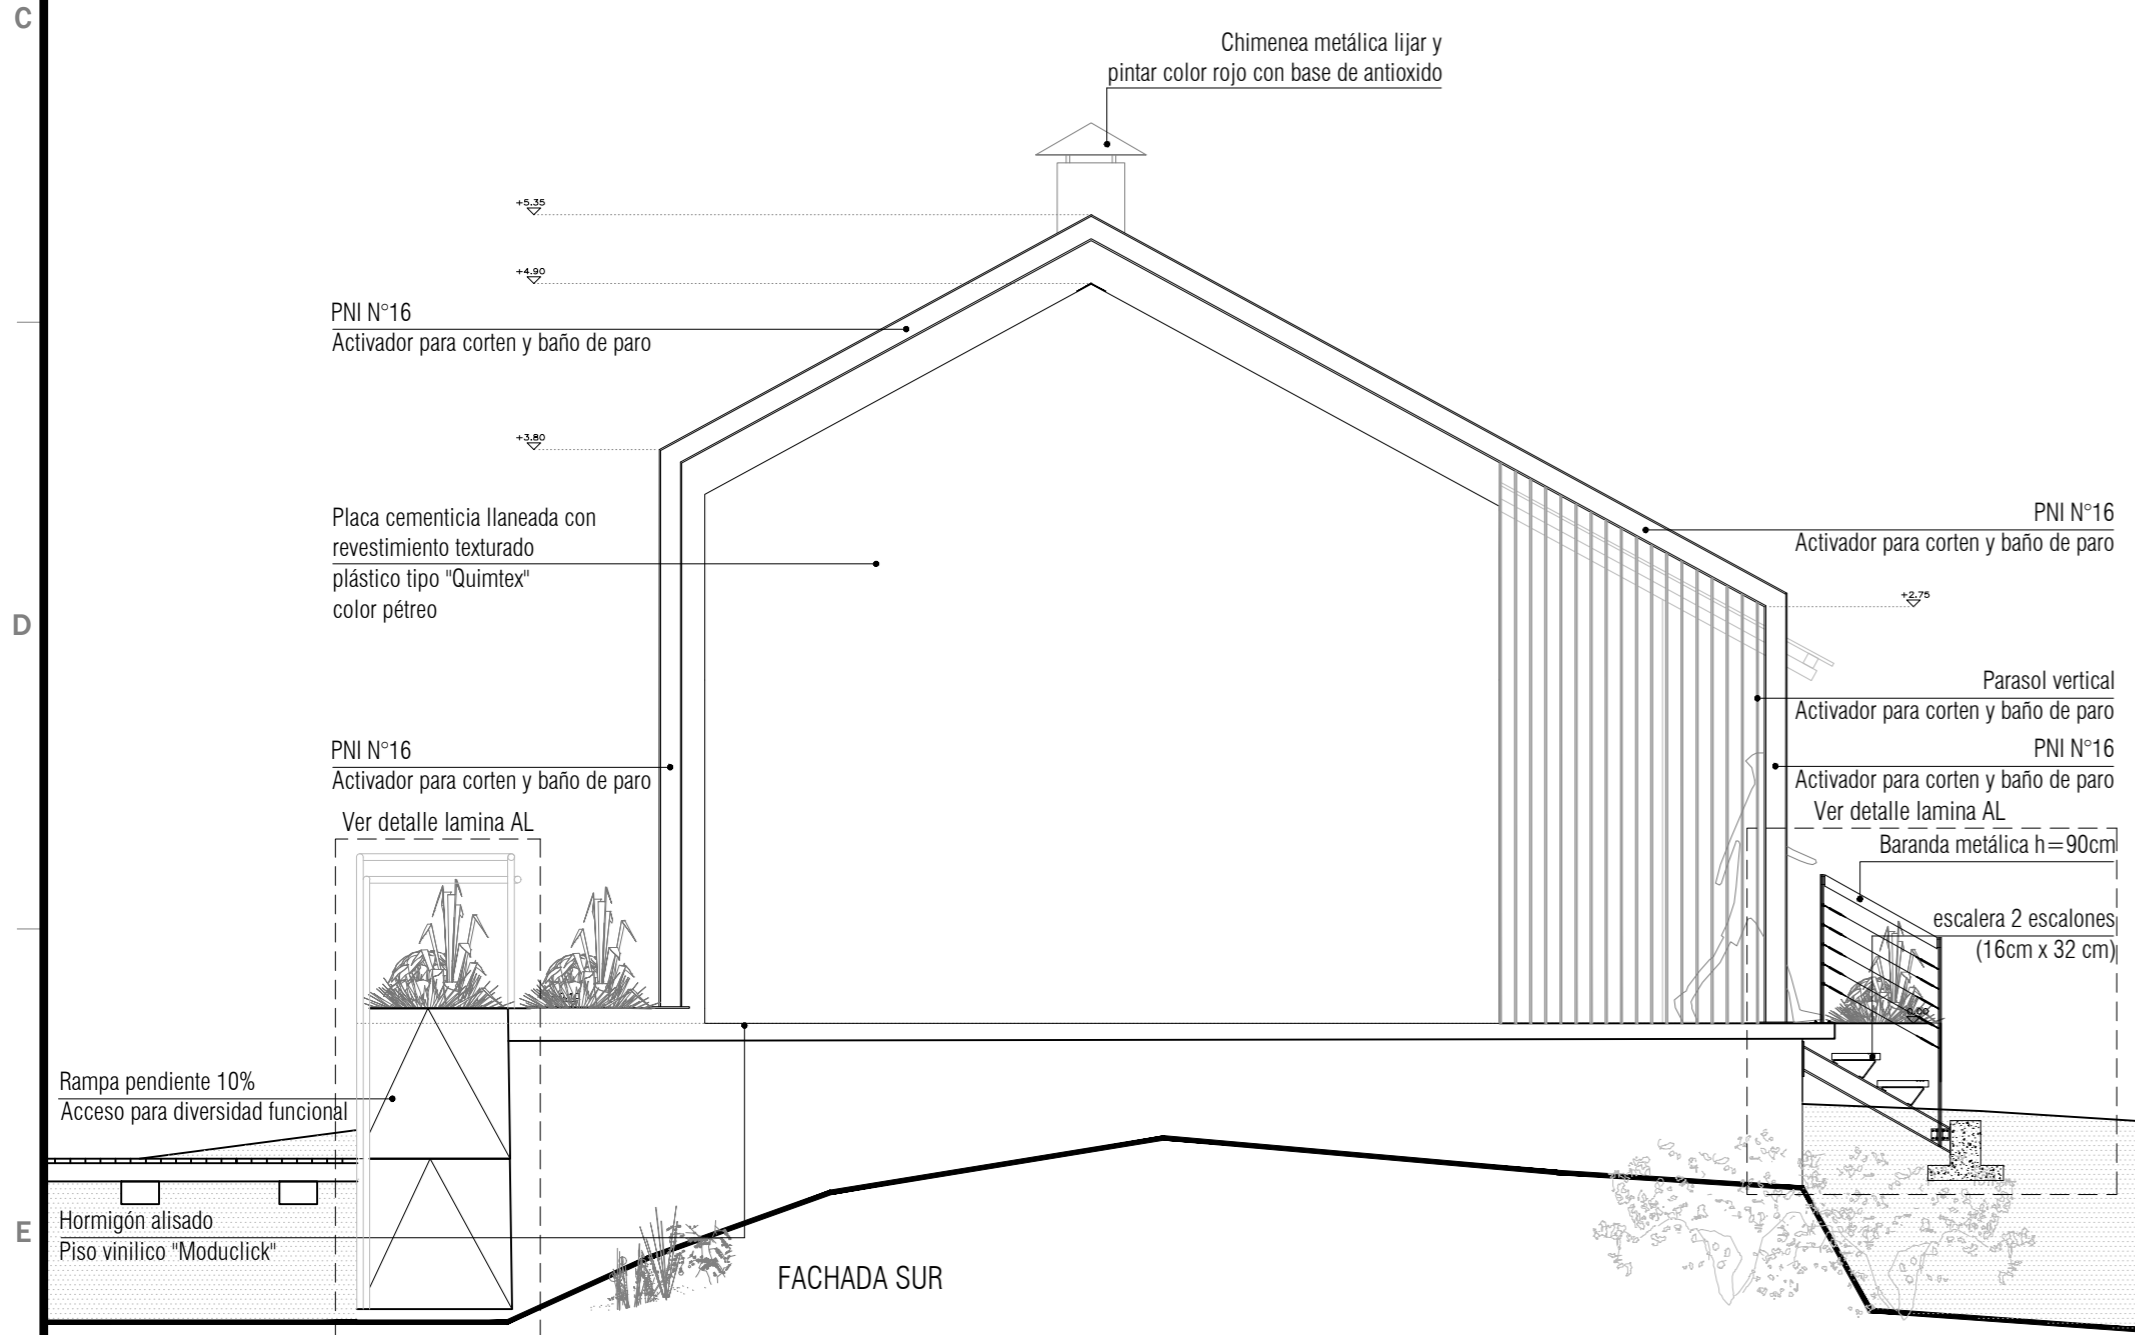 C
Chimenea metálica lijar y
pintar color rojo con base de antioxido
+5.35
+4.90
PNI N°16
Activador para corten y baño de paro
+3.80
Placa cementicia llaneada con
revestimiento texturado
plástico tipo "Quimtex"
color pétreo
PNI N°16
Activador para corten y baño de paro
+2.75
D
Parasol vertical
Activador para corten y baño de paro
PNI N°16
Activador para corten y baño de paro
PNI N°16
Activador para corten y baño de paro
Ver detalle lamina AL
Ver detalle lamina AL
Baranda metálica h=90cm
escalera 2 escalones
(16cm x 32 cm)
Rampa pendiente 10%
Acceso para diversidad funcional
Hormigón alisado
Piso vinilico "Moduclick"
E
FACHADA SUR